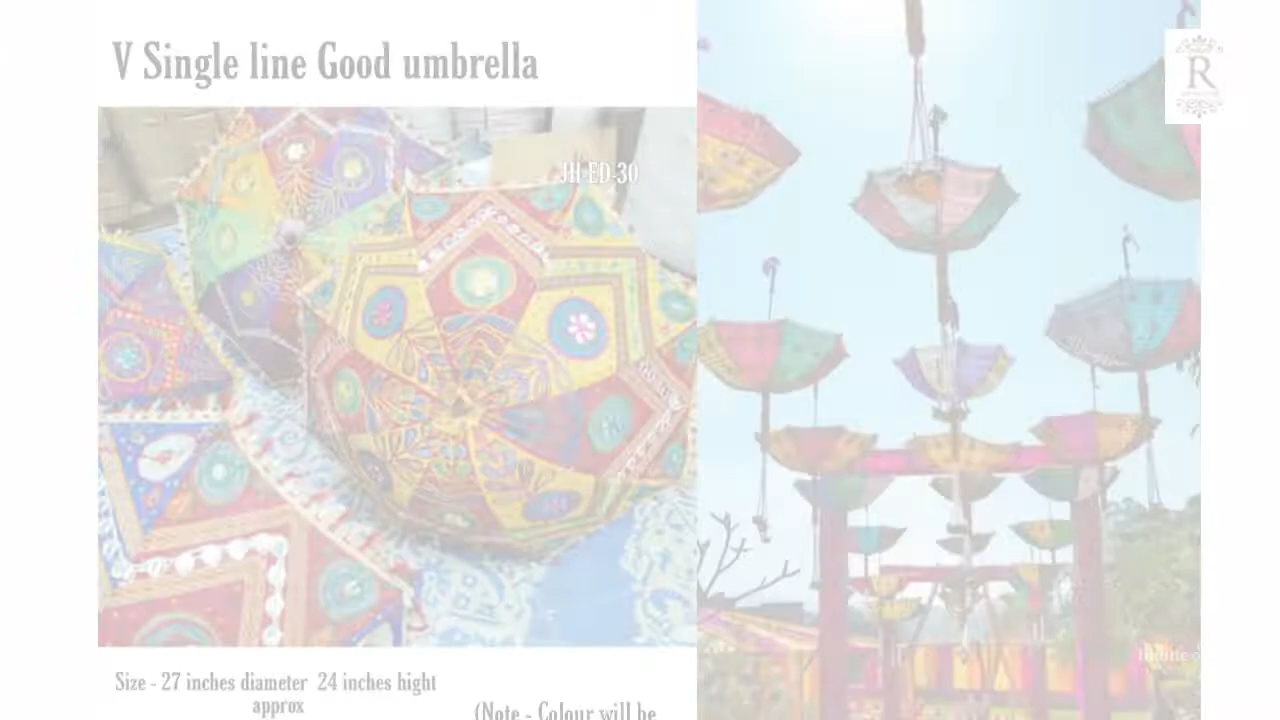 V Single line Good umbrella
JH-ED-30
R
Size - 27 inches diameter 24 inches hight
approx
(Note - Colour will be